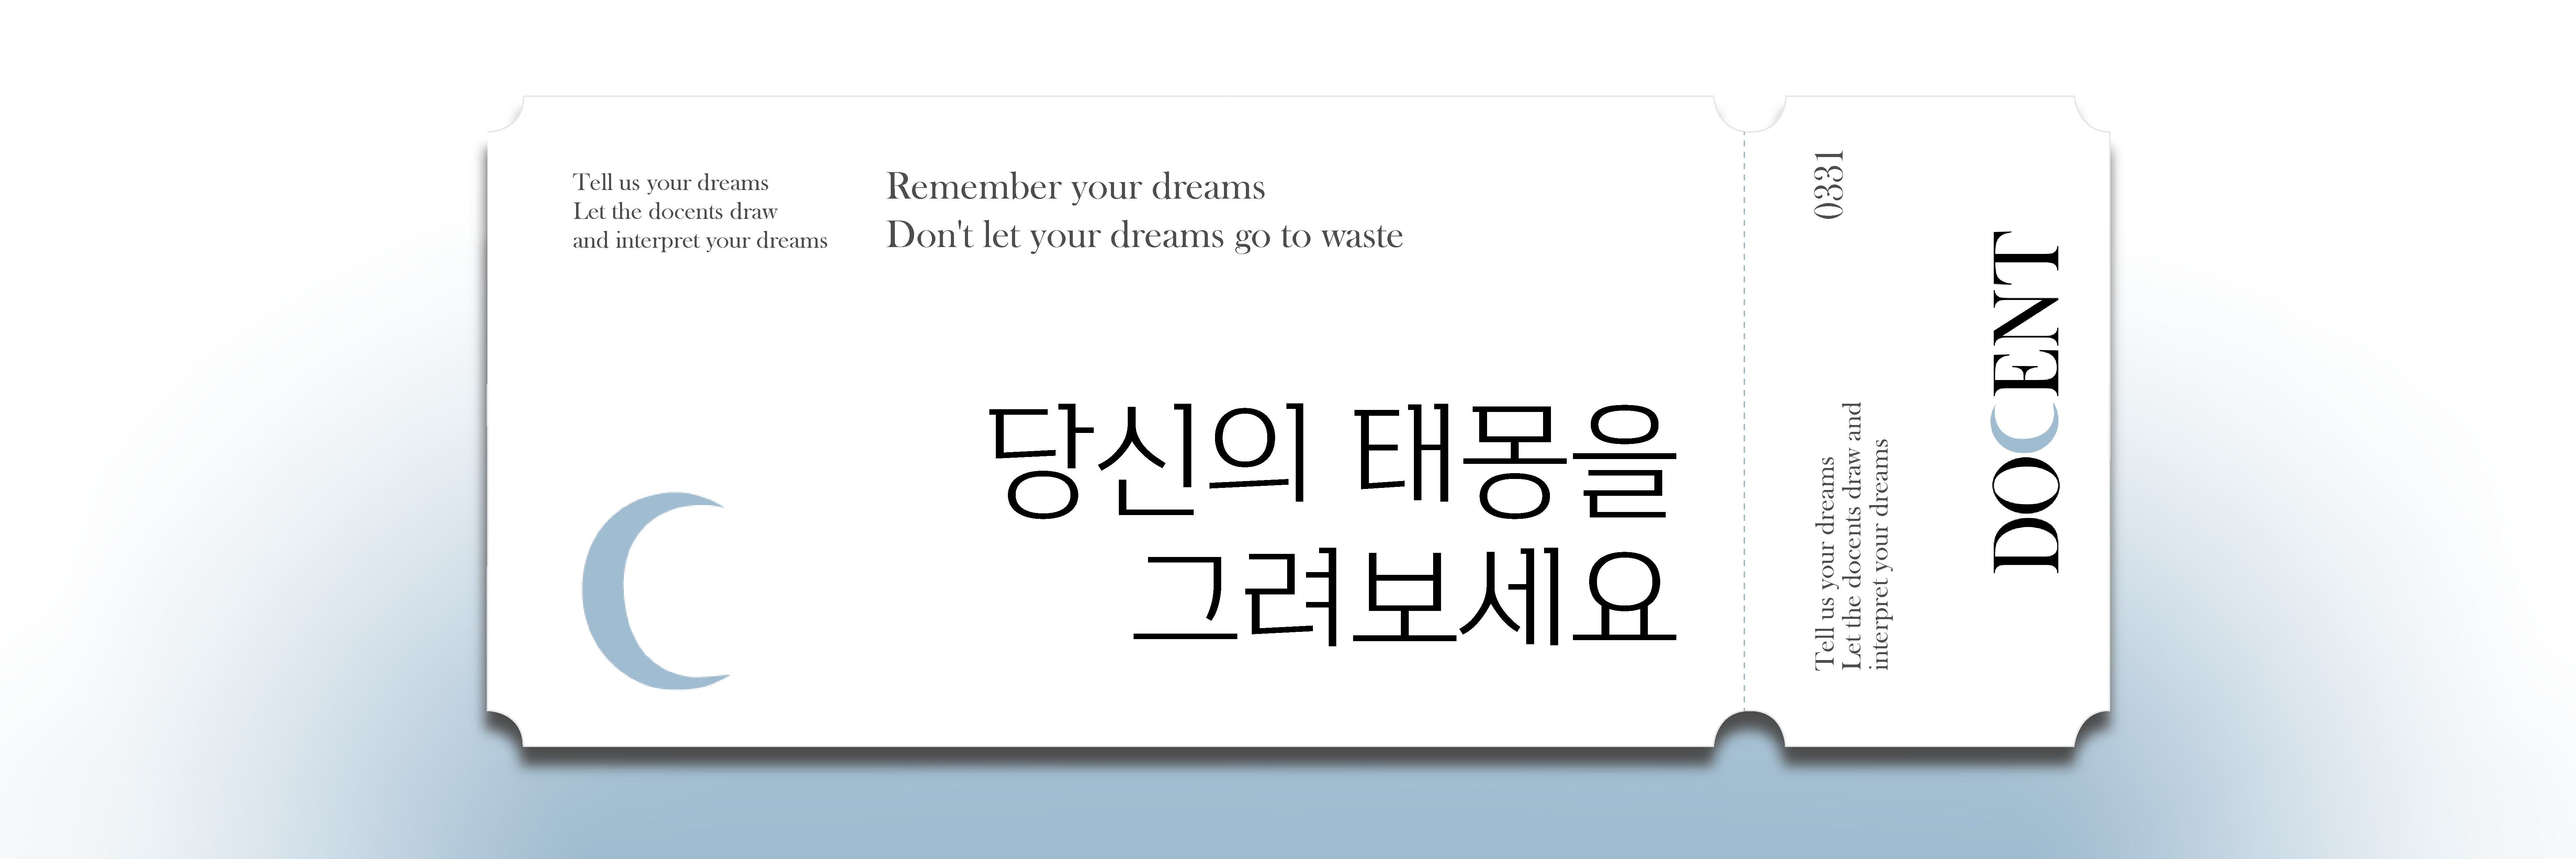 Tell us your dreams
Let the docents draw
and interpret your dreams
Remember your dreams
Don't let your dreams go to waste
당신의 태몽을
그려보세요
0331
Tell us your dreams
Let the docents draw and
interpret your dreams
DOCENT